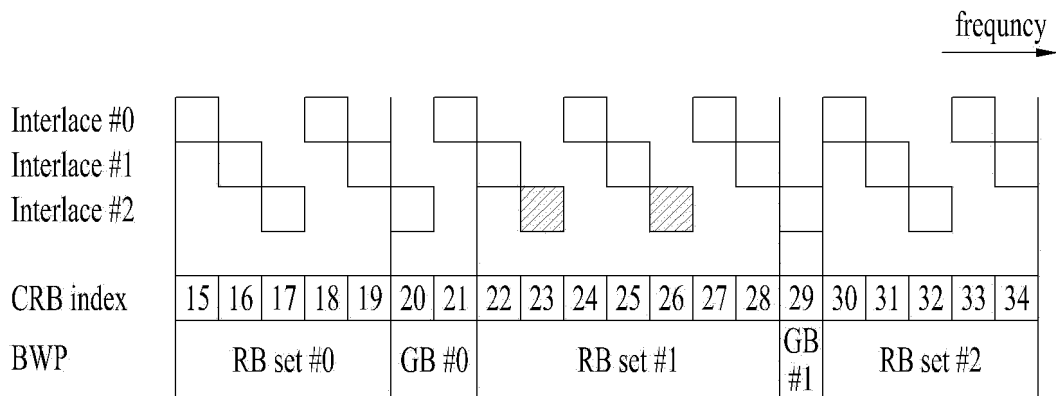 frequncy
Interlace #0
Interlace #1
Interlace #2
CRB index 15 16 17 18 19 20 21 22 23 24 25 26 27 28 29 30 31 32 33 34
BWP RB set #0 GB #0 RB set #1 GB #1 RB set #2